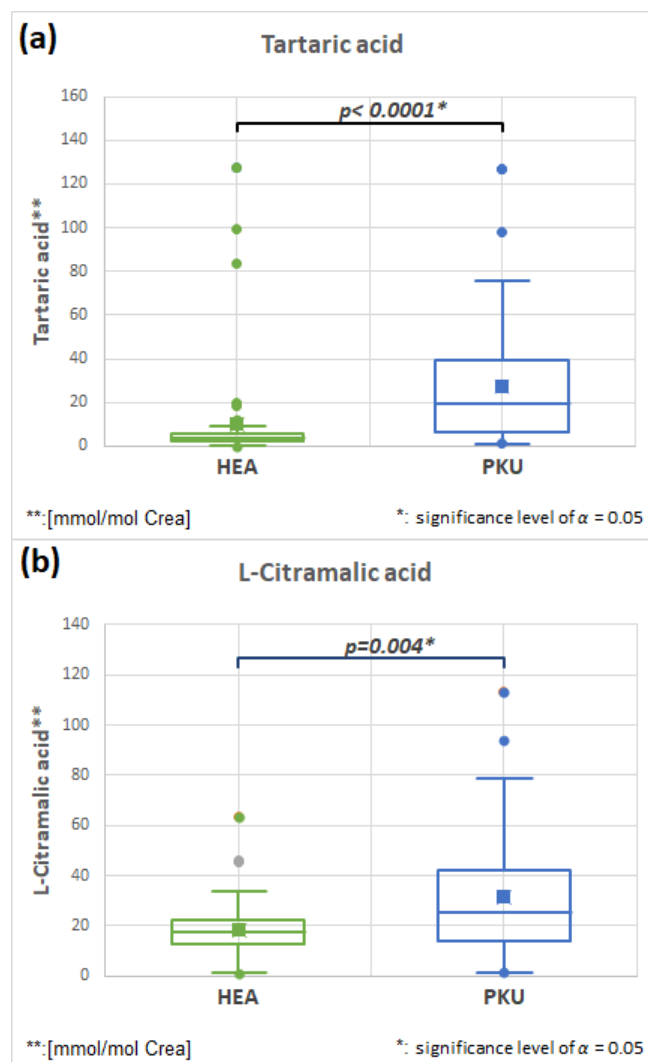 (a)
Tartaric acid
160
140
120
100
80
60
40
20
0
Tartaric acid**
p< 0.0001*
HEA PKU
**:[mmol/mol Crea] *: significance level of α = 0.05
(b)
L-Citramalic acid
140
120
100
80
60
40
20
0
L-Citramalic acid**
p=0.004*
HEA PKU
**:[mmol/mol Crea] *: significance level of α = 0.05